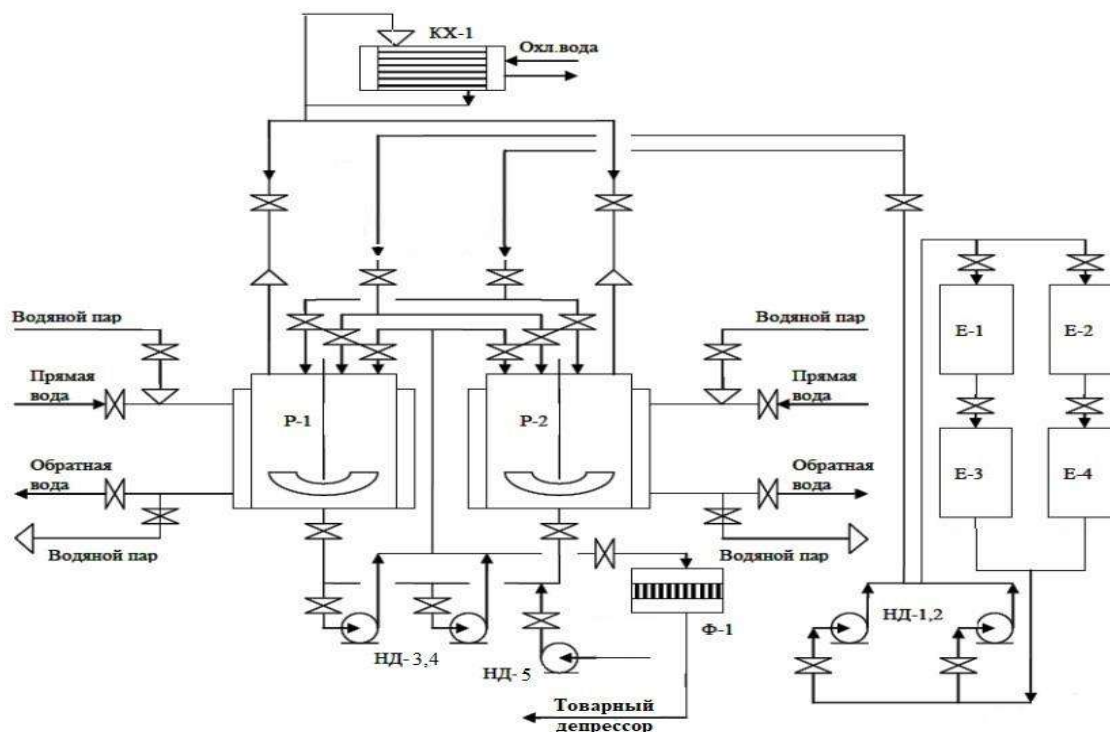 КХ-1
Охл.вода
Водяной пар
Водяной пар
Прямая
вода
Прямая
вода
Р-1
Р-2
Е-1
Е-2
Обратная
вода
Обратная
вода
Е-3
Е-4
Водяной пар
Водяной пар
НД-1,2
Ф-1
НД-3,4
НД-5
Товарный
депрессор